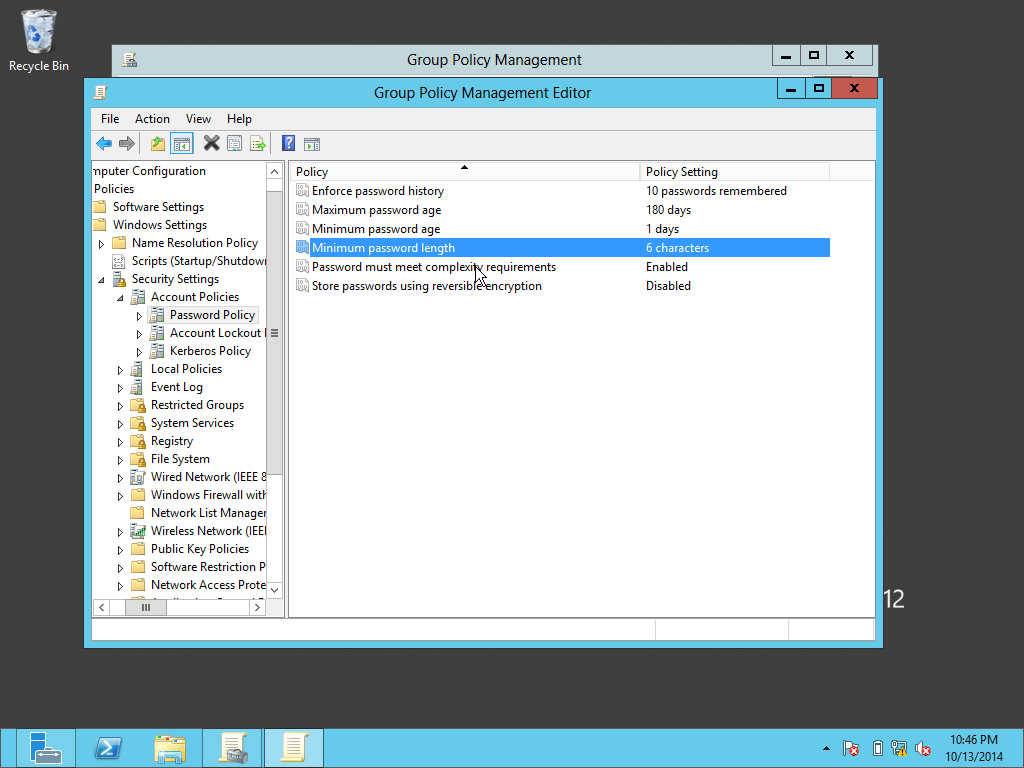 Recycle Bin
Group Policy Management
Group Policy Management Editor
File Action View Help
mputer Configuration
Policies
Software Settings
Windows Settings
Name Resolution Policy
Scripts (Startup/Shutdown
Security Settings
Account Policies
Password Policy
Account Lockout
Kerberos Policy
Local Policies
Event Log
Restricted Groups
System Services
Registry
File System
Wired Network (IEEE 8
Windows Firewall with
Network List Manager
Wireless Network (IEEE
Public Key Policies
Software Restriction P
Network Access Prote
Policy Policy Setting
Enforce password history 10 passwords remembered
Maximum password age 180 days
Minimum password age 1 days
Minimum password length 6 characters
Password must meet complexity requirements Enabled
Store passwords using reversible encryption Disabled
12
10:46 PM
10/13/2014